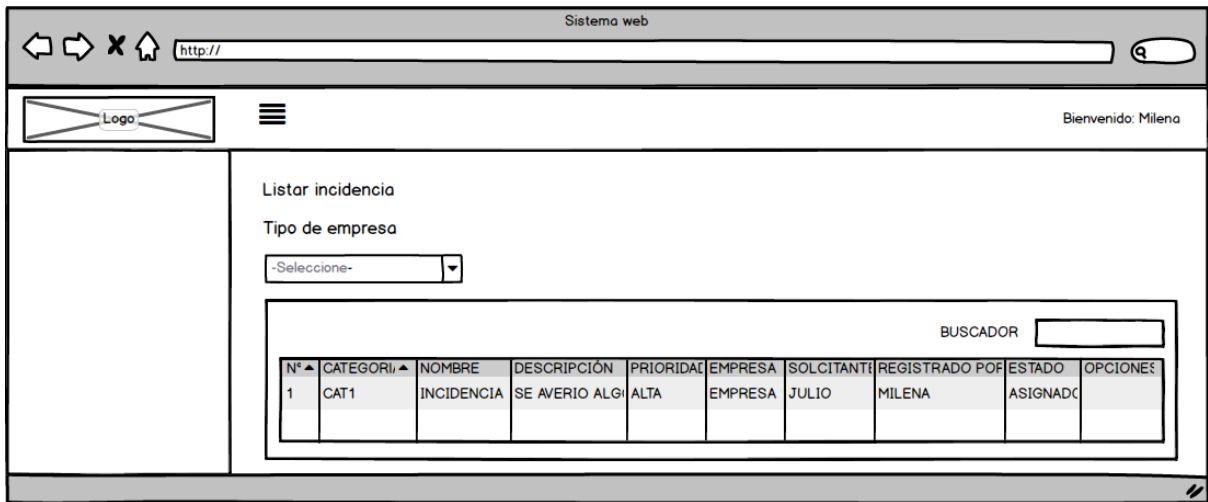 Sistema web
http://
Logo
Bienvenido: Milena
Listar incidencia
Tipo de empresa
-Seleccione-
BUSCADOR
N° CATEGORI NOMBRE DESCRIPCIÓN PRIORIDAD EMPRESA SOLCITANTE REGISTRADO POR ESTADO OPCIONES
1 CAT1 INCIDENCIA SE AVERIO ALGO ALTA EMPRESA JULIO MILENA ASIGNADO